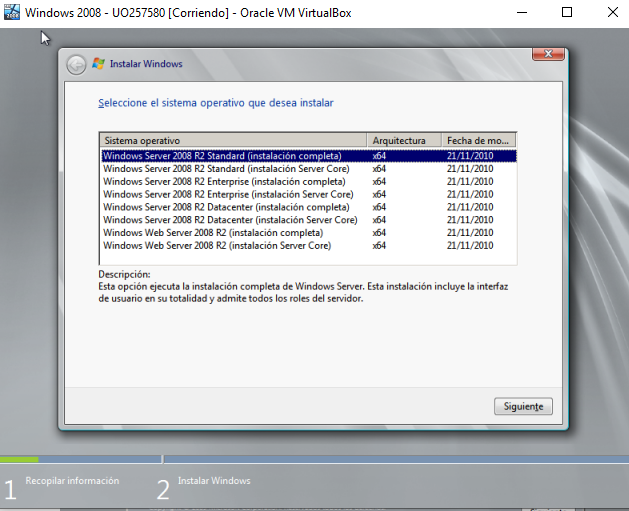 Windows 2008 - UO257580 [Corriendo] - Oracle VM VirtualBox
Instalar Windows
Seleccione el sistema operativo que desea instalar
Sistema operativo Arquitectura Fecha de mo...
Windows Server 2008 R2 Standard (instalación completa) x64 21/11/2010
Windows Server 2008 R2 Standard (instalación Server Core) x64 21/11/2010
Windows Server 2008 R2 Enterprise (instalación completa) x64 21/11/2010
Windows Server 2008 R2 Enterprise (instalación Server Core) x64 21/11/2010
Windows Server 2008 R2 Datacenter (instalación completa) x64 21/11/2010
Windows Server 2008 R2 Datacenter (instalación Server Core) x64 21/11/2010
Windows Web Server 2008 R2 (instalación completa) x64 21/11/2010
Windows Web Server 2008 R2 (instalación Server Core) x64 21/11/2010
Descripción:
Esta opción ejecuta la instalación completa de Windows Server. Esta instalación incluye la interfaz
de usuario en su totalidad y admite todos los roles del servidor.
Siguiente
1 Recopilar información 2 Instalar Windows